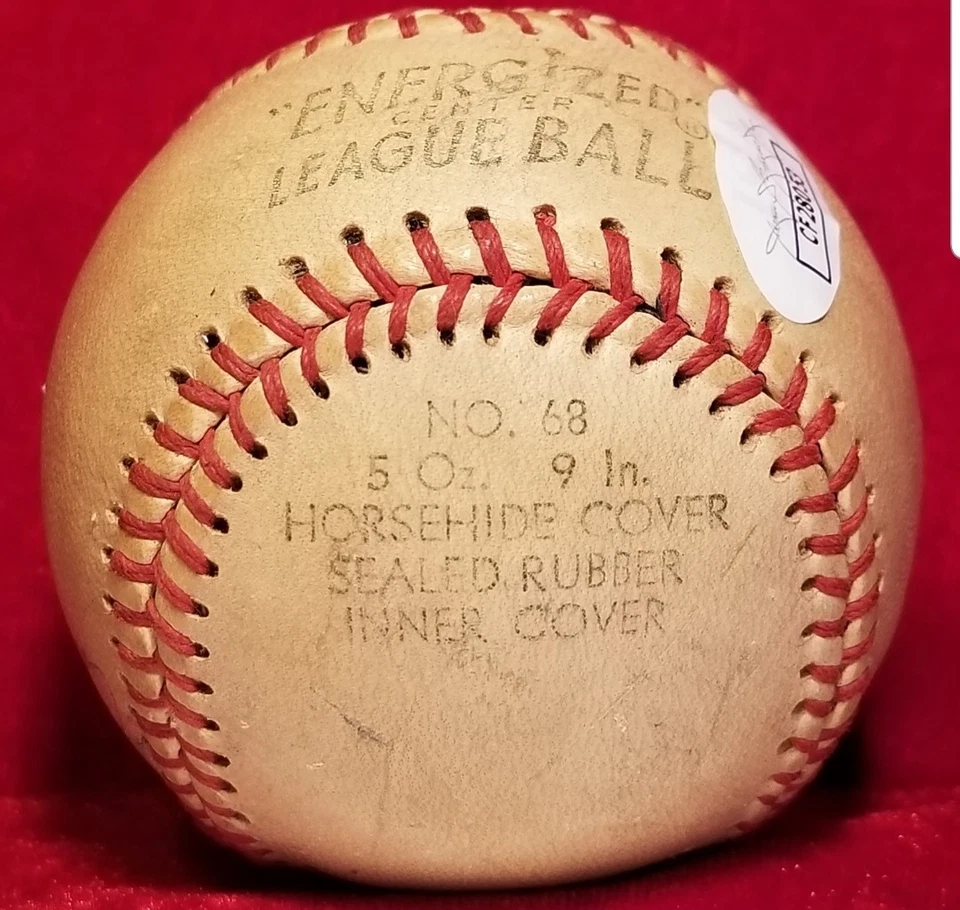 "ENERGIZED"
CENTER
LEAGUE BALL
NO. 68
5 Oz. 9 In.
HORSEHIDE COVER
SEALED RUBBER
INNER COVER